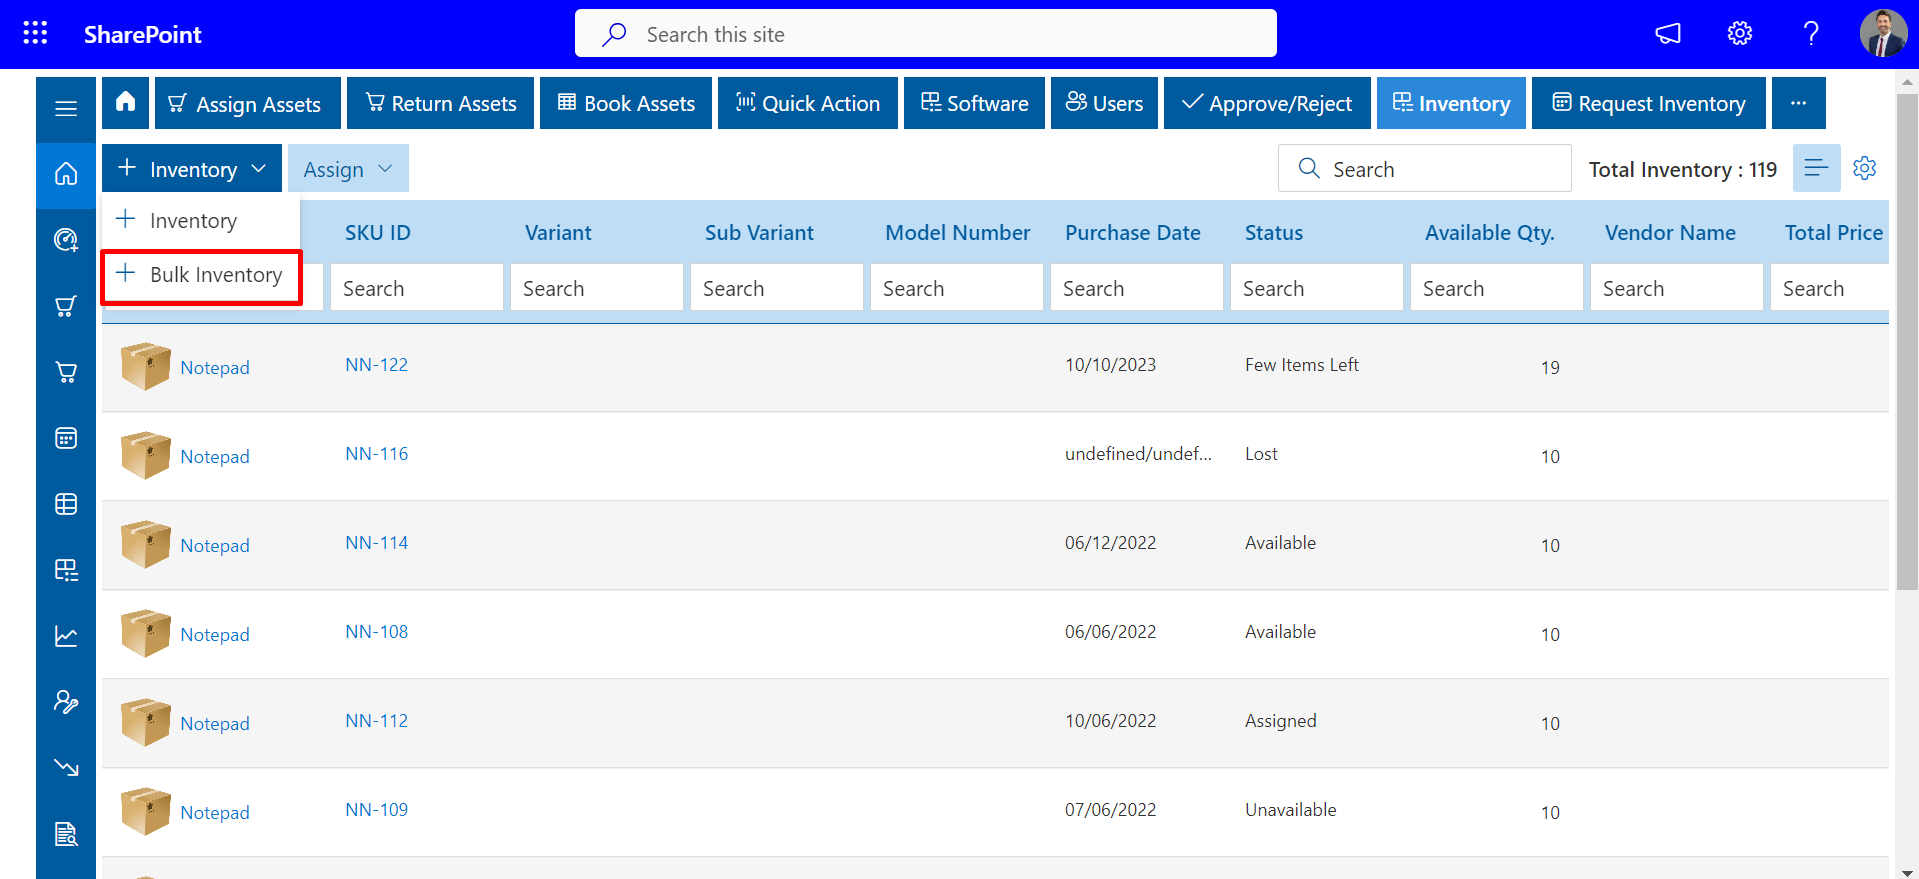 SharePoint
Search this site
Assign Assets
Return Assets
Book Assets
Quick Action
Software
Users
Approve/Reject
Inventory
Request Inventory
...
Inventory
Assign
Search
Total Inventory : 119
Inventory
Bulk Inventory
SKU ID Variant Sub Variant Model Number Purchase Date Status Available Qty. Vendor Name Total Price
Search Search Search Search Search Search Search Search Search
Notepad NN-122 10/10/2023 Few Items Left 19
Notepad NN-116 undefined/undef... Lost 10
Notepad NN-114 06/12/2022 Available 10
Notepad NN-108 06/06/2022 Available 10
Notepad NN-112 10/06/2022 Assigned 10
Notepad NN-109 07/06/2022 Unavailable 10